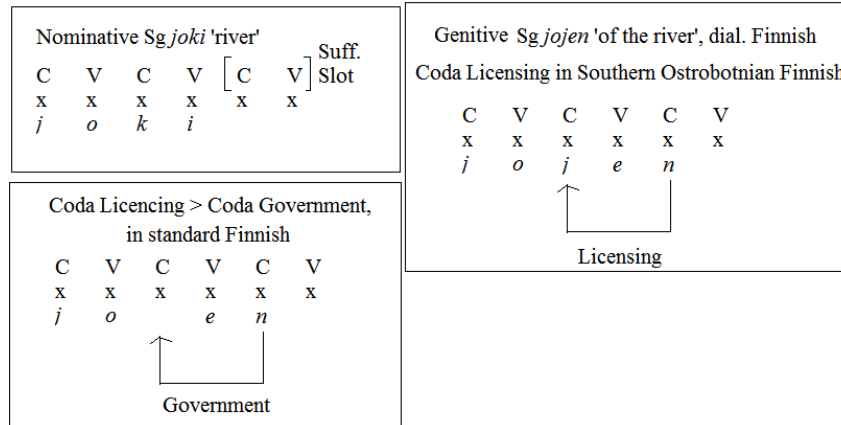 Nominative Sg joki 'river'
Suff.
C V C V [ C V ] Slot
x x x x x x
j o k i
Genitive Sg jojen 'of the river', dial. Finnish
Coda Licensing in Southern Ostrobotnian Finnish
C V C V C V
x x x x x x
j o j e n
Licensing
Coda Licencing > Coda Government,
in standard Finnish
C V C V C V
x x x x x x
j o e n
Government